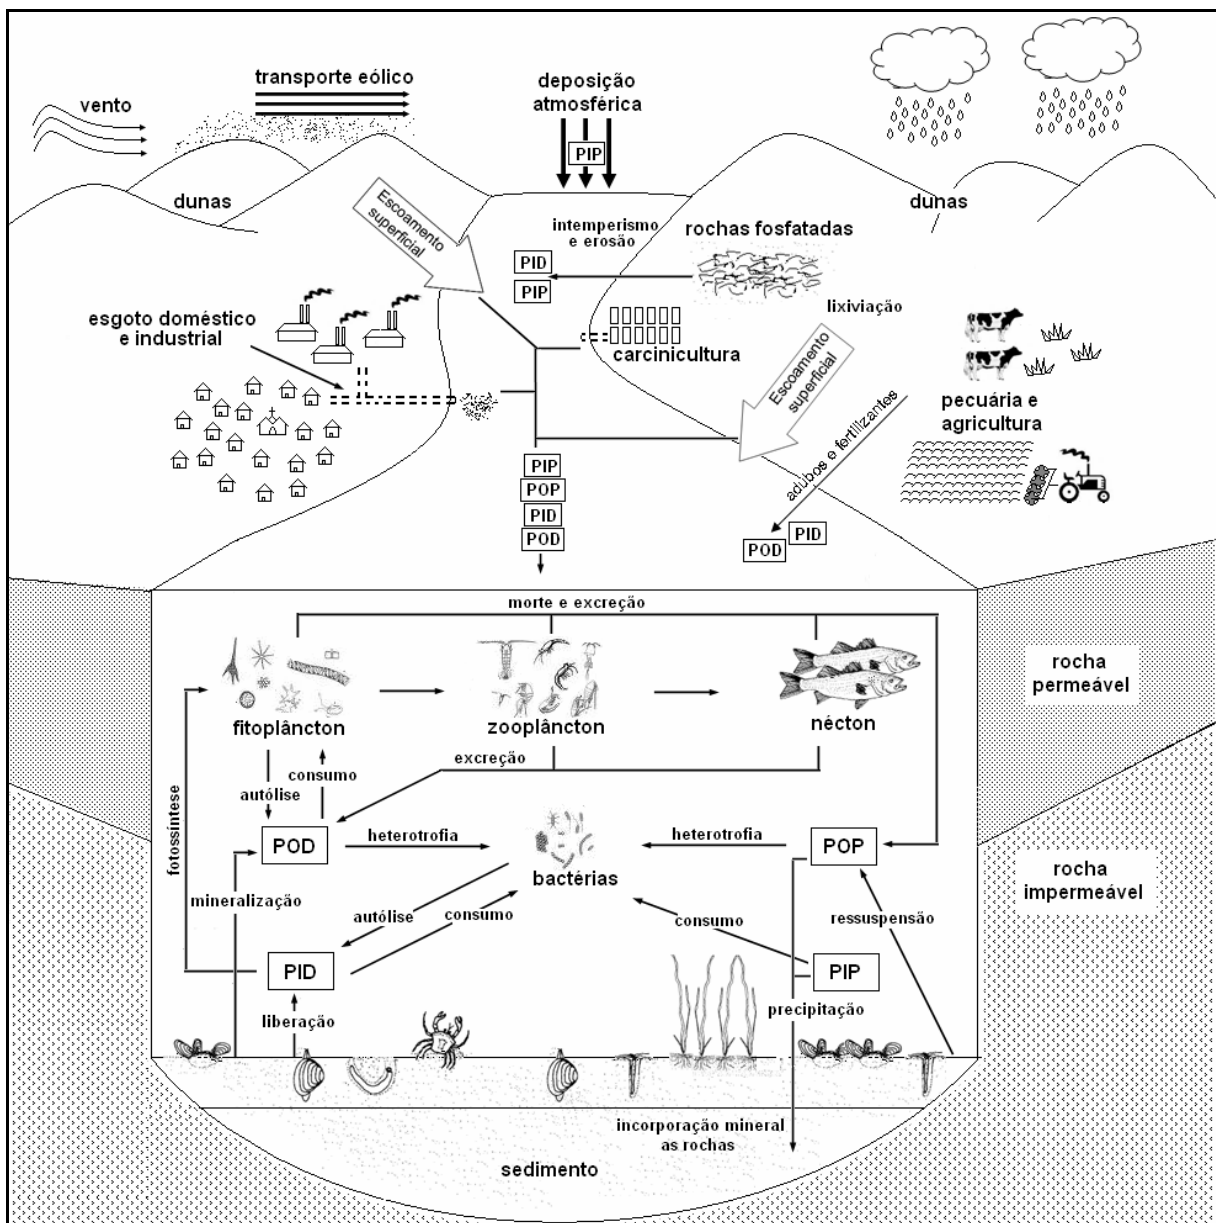 transporte eólico
vento
deposição
atmosférica
PIP
dunas
dunas
Escoamento
superficial
intemperismo
e erosão
rochas fosfatadas
PID
PIP
lixiviação
esgoto doméstico
e industrial
carcinicultura
Escoamento
superficial
pecuária e
agricultura
adubos e fertilizantes
PIP
POP
PID
POD
POD
PID
morte e excreção
rocha
permeável
fitoplâncton
zooplâncton
nécton
excreção
consumo
autólise
fotossíntese
POD
heterotrofia
bactérias
heterotrofia
POP
rocha
impermeável
mineralização
autólise
consumo
consumo
ressuspensão
PID
PIP
liberação
precipitação
incorporação mineral
as rochas
sedimento